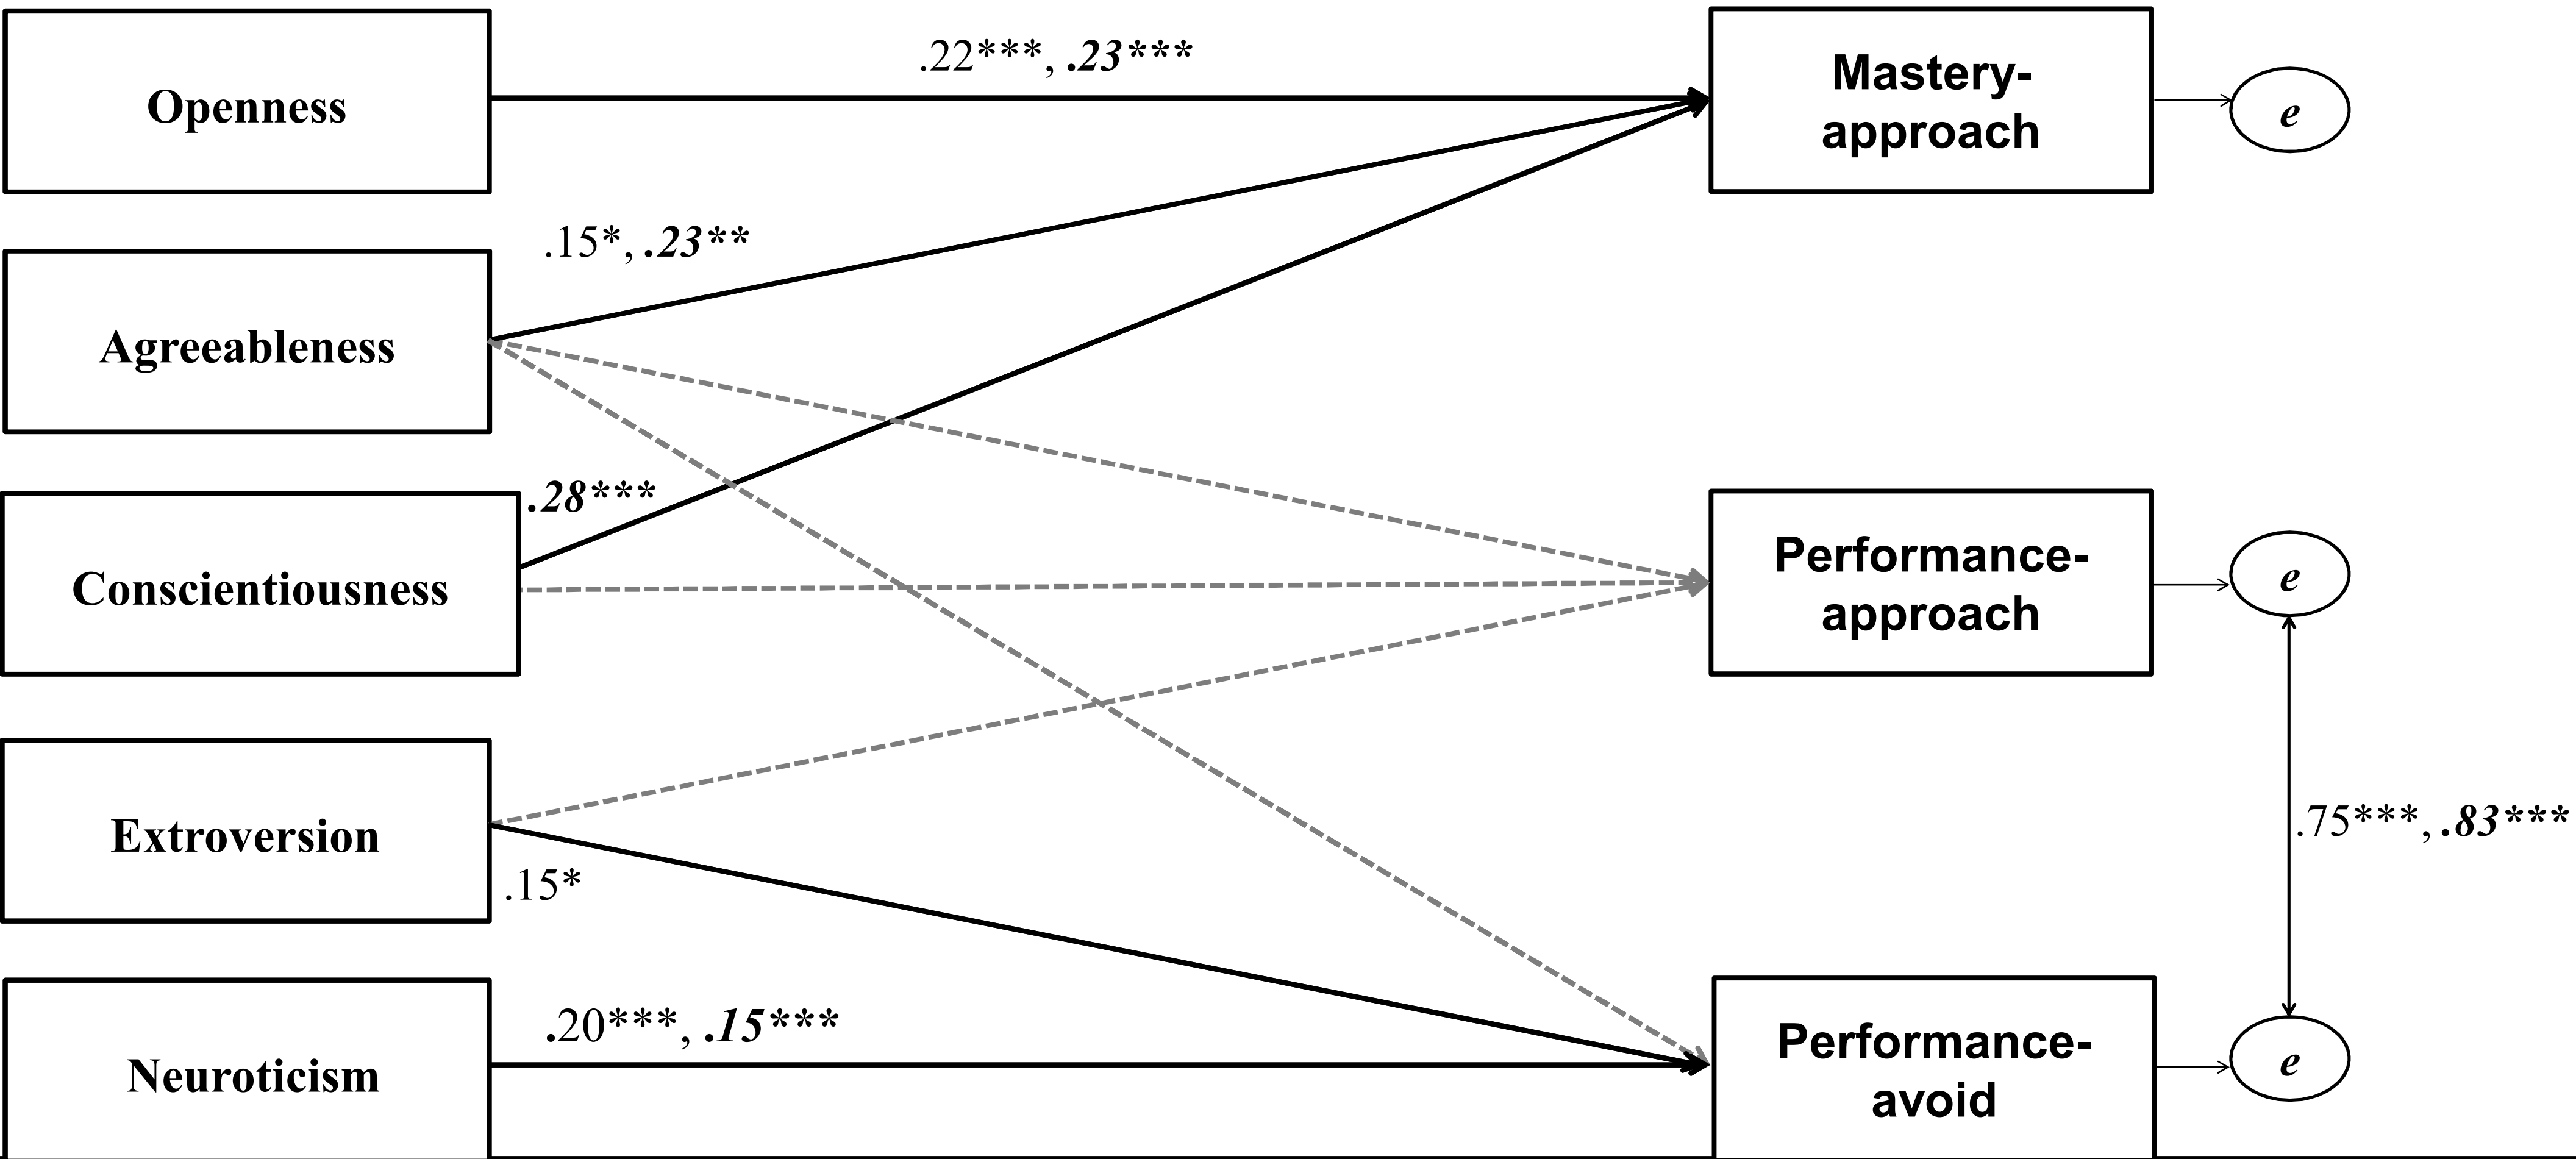 Openness
.22***, .23***
Mastery-
approach
e
.15*, .23**
Agreeableness
.28***
Conscientiousness
Performance-
approach
e
Extroversion
.15*
.75***, .83***
Neuroticism
.20***, .15***
Performance-
avoid
e